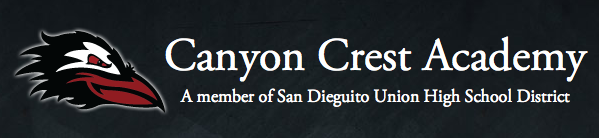 Canyon Crest Academy
A member of San Dieguito Union High School District